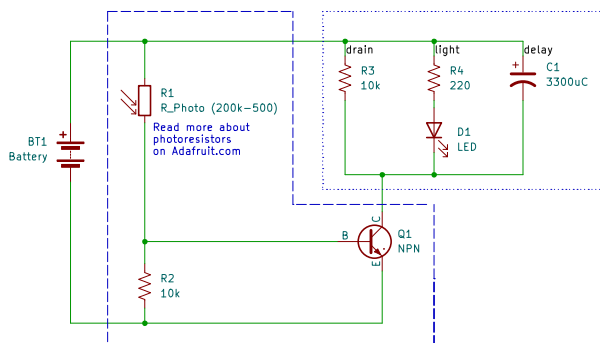 drain
light
delay
R1
R_Photo (200k-500)
Read more about
photoresistors
on Adafruit.com
R3
10k
R4
220
+
C1
3300uC
D1
LED
+
BT1
Battery
B
C
E
Q1
NPN
R2
10k